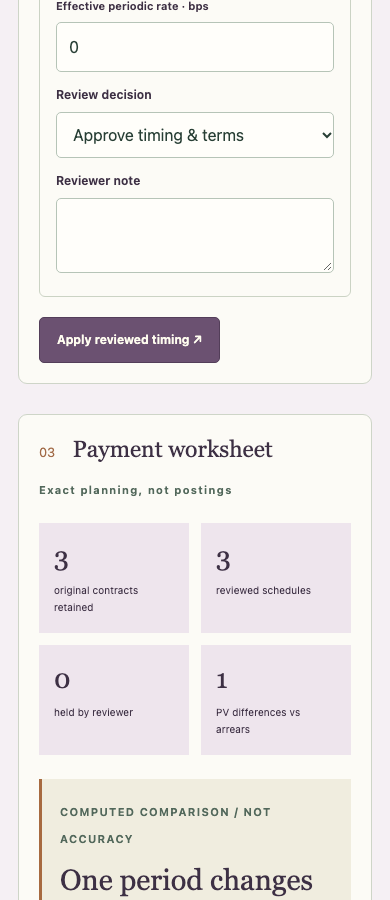 Effective periodic rate · bps
0
Review decision
Approve timing & terms
Reviewer note
Apply reviewed timing ↗
03 Payment worksheet
Exact planning, not postings
3
original contracts
retained
3
reviewed schedules
0
held by reviewer
1
PV differences vs
arrears
COMPUTED COMPARISON / NOT
ACCURACY
One period changes